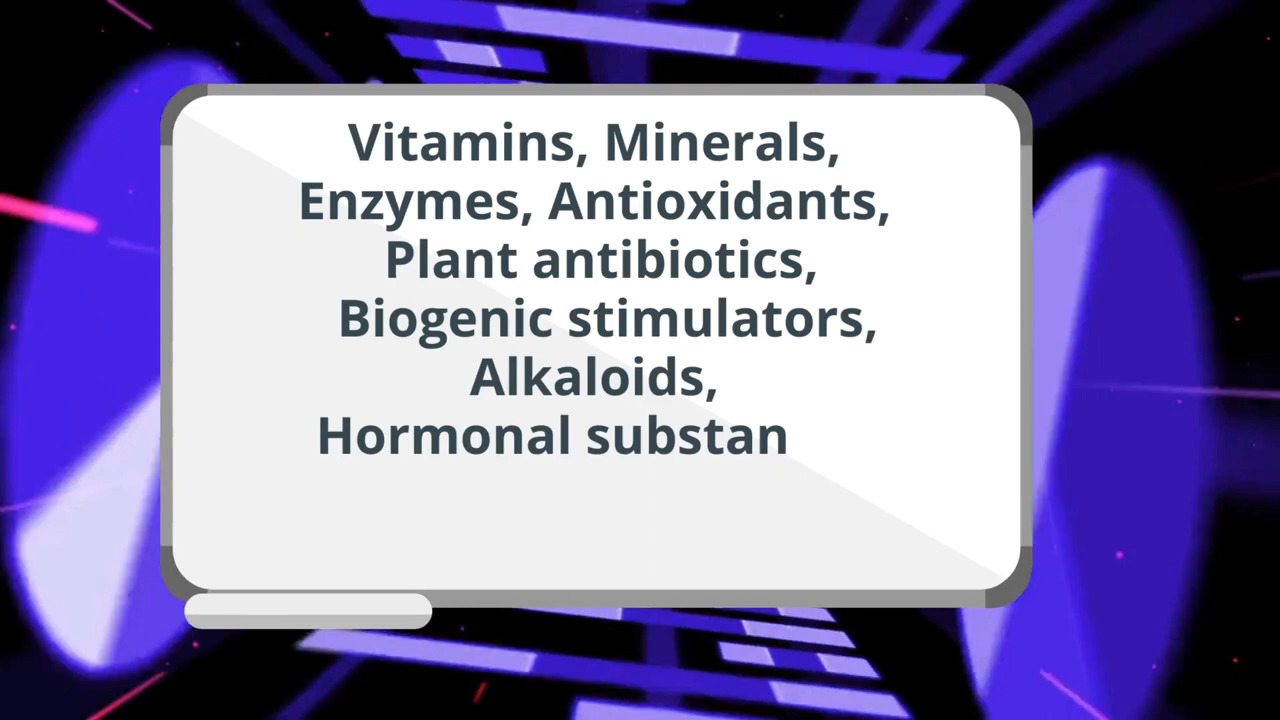 Vitamins, Minerals,
Enzymes, Antioxidants,
Plant antibiotics,
Biogenic stimulators,
Alkaloids,
Hormonal substan